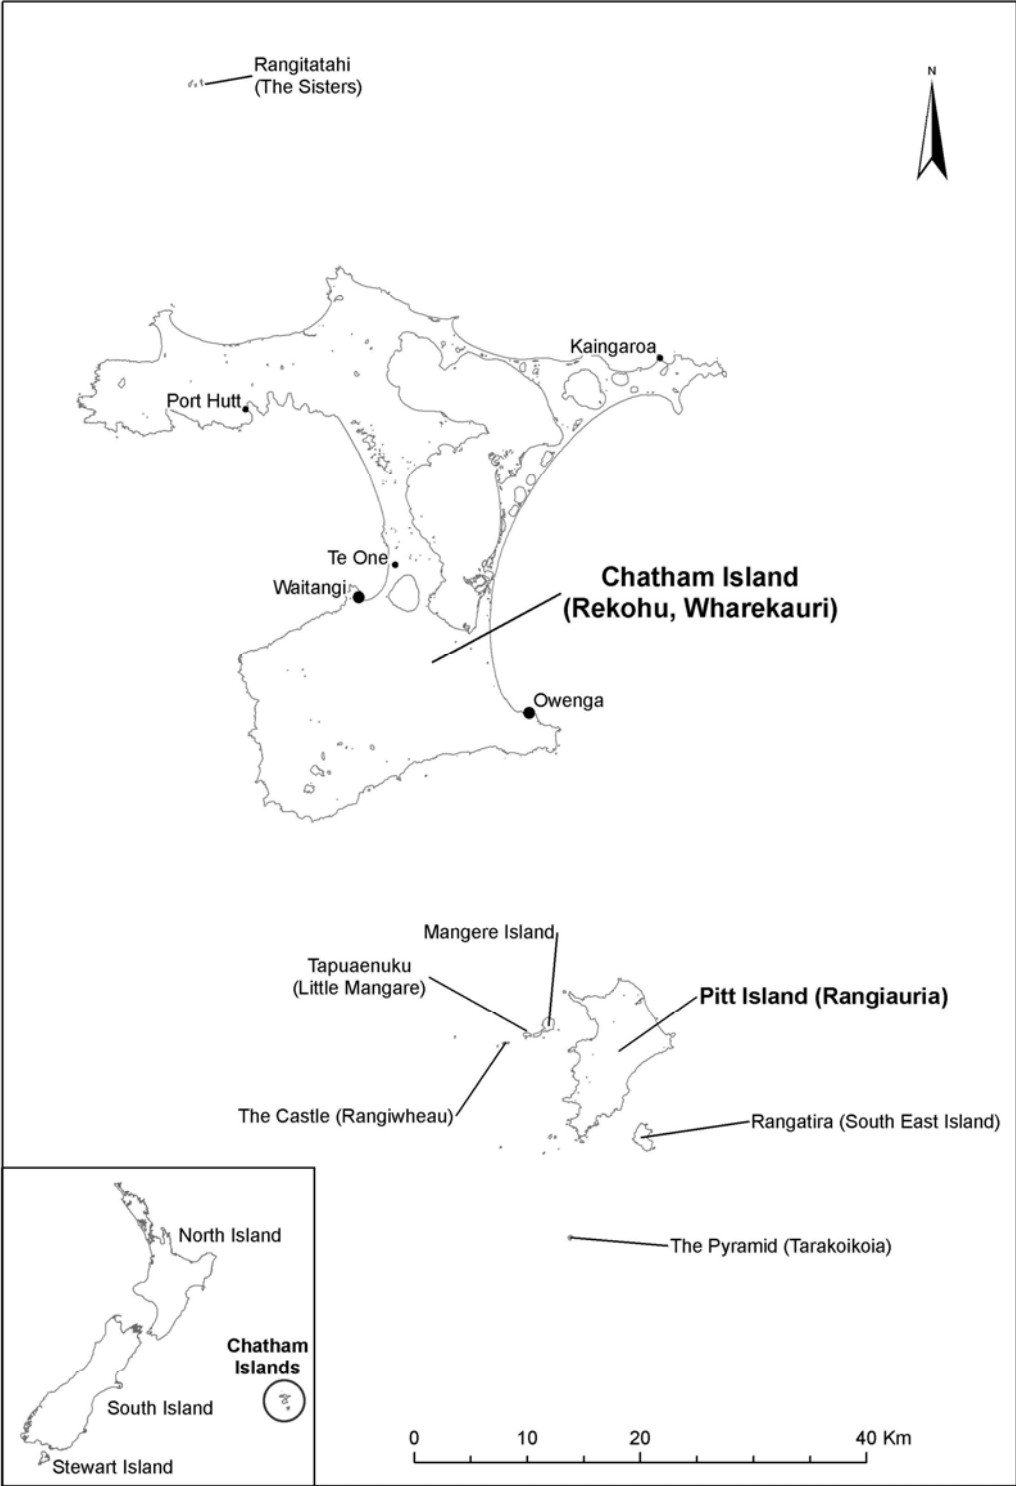 Rangitatahi
(The Sisters)
N
Kaingaroa
Port Hutt
Te One
Waitangi
Chatham Island
(Rekohu, Wharekauri)
Owenga
Mangere Island
Tapuaenuku
(Little Mangare)
Pitt Island (Rangiauria)
The Castle (Rangiwheau)
Rangatira (South East Island)
The Pyramid (Tarakoikoia)
North Island
Chatham
Islands
South Island
Stewart Island
0 10 20 40 Km